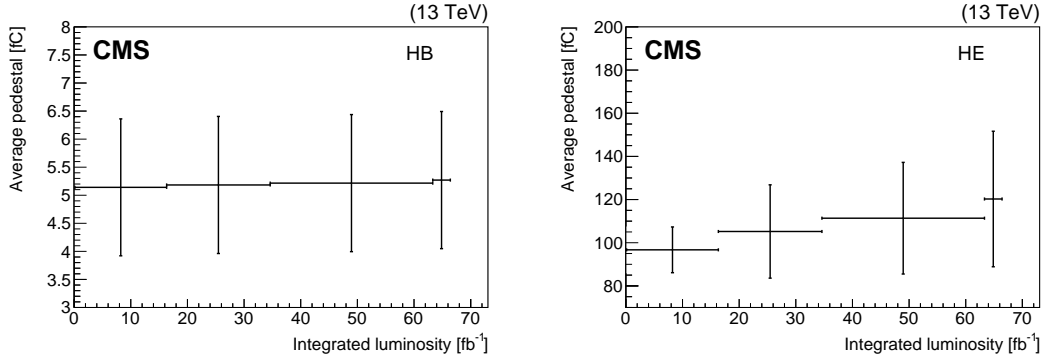 (13 TeV)
CMS
HB
Average pedestal [fC]
8
7.5
7
6.5
6
5.5
5
4.5
4
3.5
3
0 10 20 30 40 50 60 70
Integrated luminosity [fb⁻¹]
(13 TeV)
CMS
HE
Average pedestal [fC]
200
180
160
140
120
100
80
0 10 20 30 40 50 60 70
Integrated luminosity [fb⁻¹]